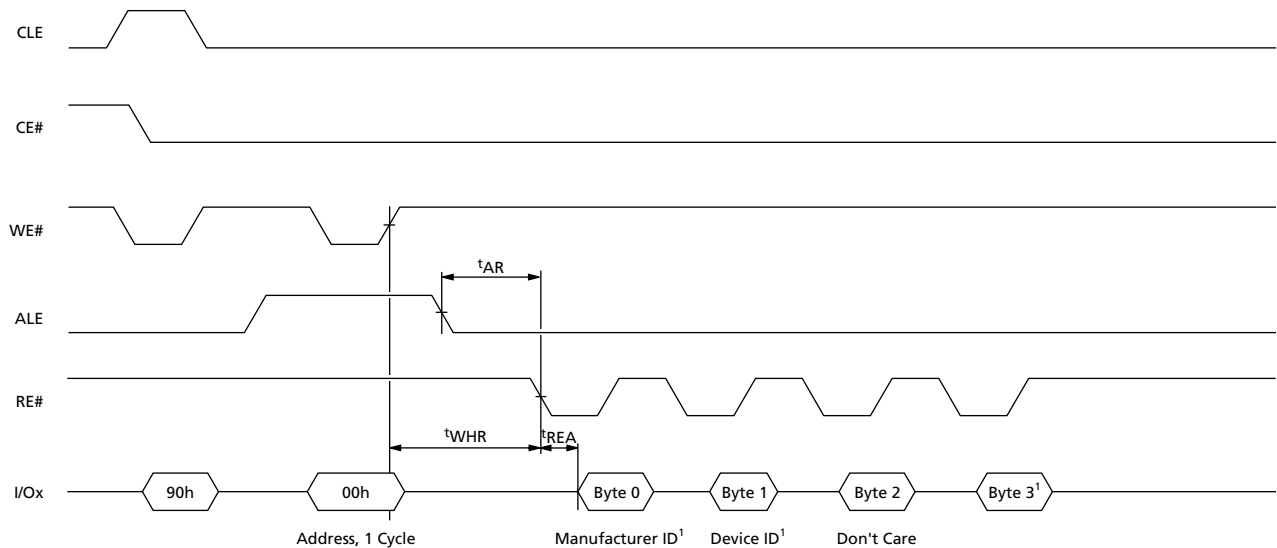 CLE
CE#
WE#
tAR
ALE
RE#
tWHR tREA
I/Ox 90h 00h Byte 0 Byte 1 Byte 2 Byte 3¹
Address, 1 Cycle Manufacturer ID¹ Device ID¹ Don't Care